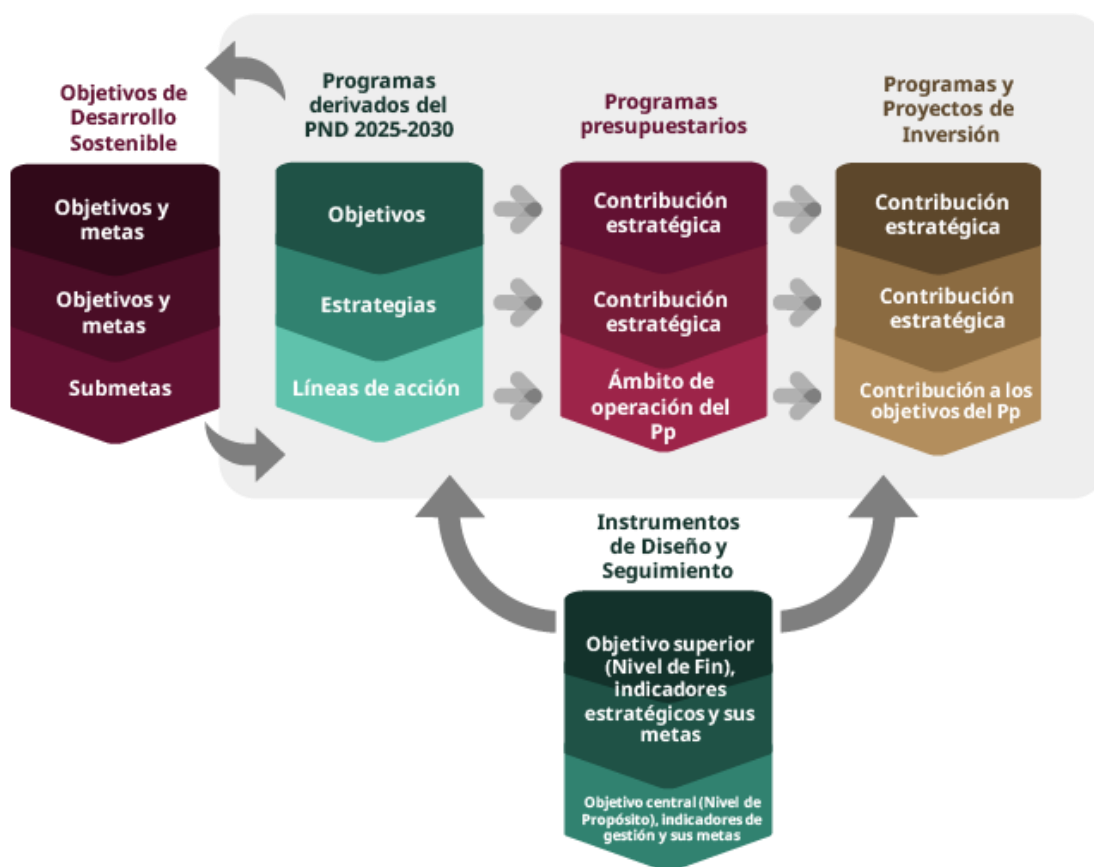 Objetivos de
Desarrollo
Sostenible
Objetivos y
metas
Objetivos y
metas
Submetas
Programas
derivados del
PND 2025-2030
Objetivos
Estrategias
Líneas de acción
Programas
presupuestarios
Contribución
estratégica
Contribución
estratégica
Ámbito de
operación del
Pp
Programas y
Proyectos de
Inversión
Contribución
estratégica
Contribución
estratégica
Contribución a los
objetivos del Pp
Instrumentos
de Diseño y
Seguimiento
Objetivo superior
(Nivel de Fin),
indicadores
estratégicos y sus
metas
Objetivo central (Nivel de
Propósito), indicadores de
gestión y sus metas